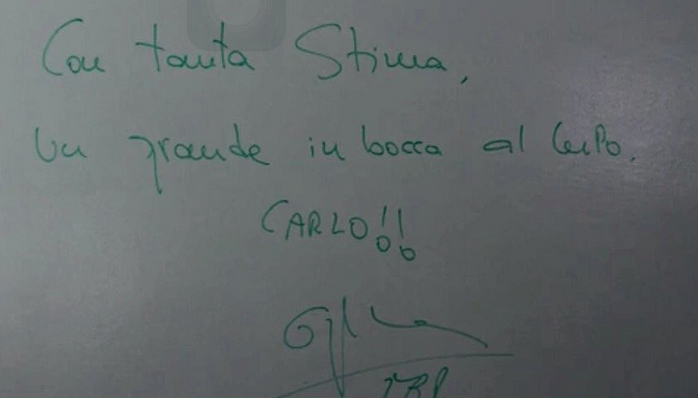 Con tanta Stima,
Un grande in bocca al lupo.
CARLO!!